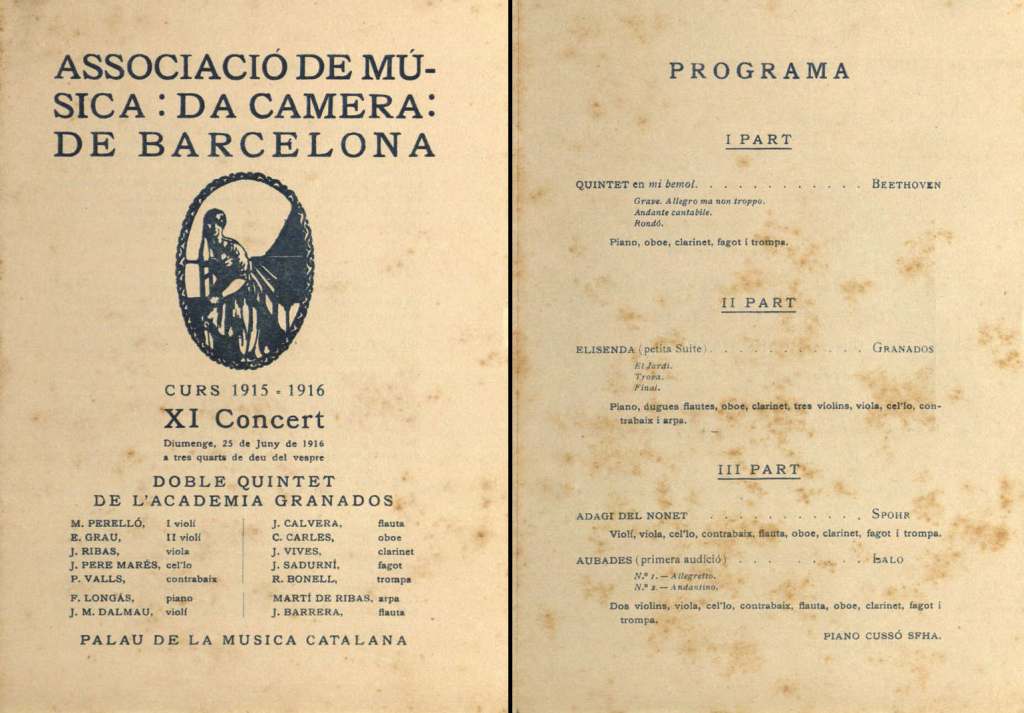 ASSOCIACIÓ DE MÚ-
SICA : DA CAMERA :
DE BARCELONA
CURS 1915 - 1916
XI Concert
Diumenge, 25 de Juny de 1916
a tres quarts de deu del vespre
DOBLE QUINTET
DE L'ACADEMIA GRANADOS
M. PERELLÓ, I violí
E. GRAU, II violí
J. RIBAS, viola
J. PERE MARÉS, cel'lo
P. VALLS, contrabaix
F. LONGÁS, piano
J. M. DALMAU, violí
J. CALVERA, flauta
C. CARLES, oboe
J. VIVES, clarinet
J. SADURNÍ, fagot
R. BONELL, trompa
MARTÍ DE RIBAS, arpa
J. BARRERA, flauta
PALAU DE LA MUSICA CATALANA
PROGRAMA
I PART
QUINTET en mi bemol. . . . . . . . . . . . BEETHOVEN
Grave. Allegro ma non troppo.
Andante cantabile.
Rondó.
Piano, oboe, clarinet, fagot i trompa.
II PART
ELISENDA (petita Suite) . . . . . . . . . . . GRANADOS
El Jardí.
Trova.
Final.
Piano, dugues flautes, oboe, clarinet, tres violins, viola, cel'lo, con-
trabaix i arpa.
III PART
ADAGI DEL NONET . . . . . . . . . . . SPOHR
Violí, viola, cel'lo, contrabaix, flauta, oboe, clarinet, fagot i trompa.
AUBADES (primera audició) . . . . . . . . . LALO
N.º 1. — Allegretto.
N.º 2. — Andantino.
Dos violins, viola, cel'lo, contrabaix, flauta, oboe, clarinet, fagot i
trompa.
PIANO CUSSÓ SFHA.